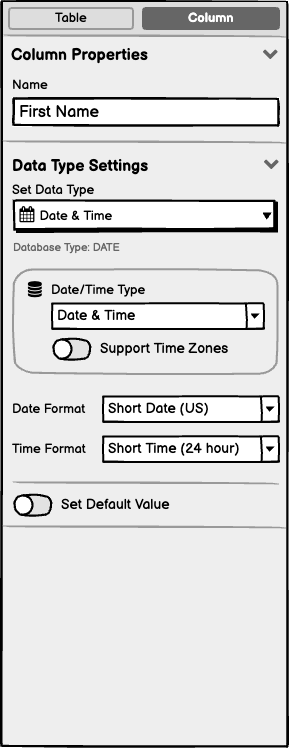 Table Column
Column Properties
Name
First Name
Data Type Settings
Set Data Type
Date & Time
Database Type: DATE
Date/Time Type
Date & Time
Support Time Zones
Date Format Short Date (US)
Time Format Short Time (24 hour)
Set Default Value